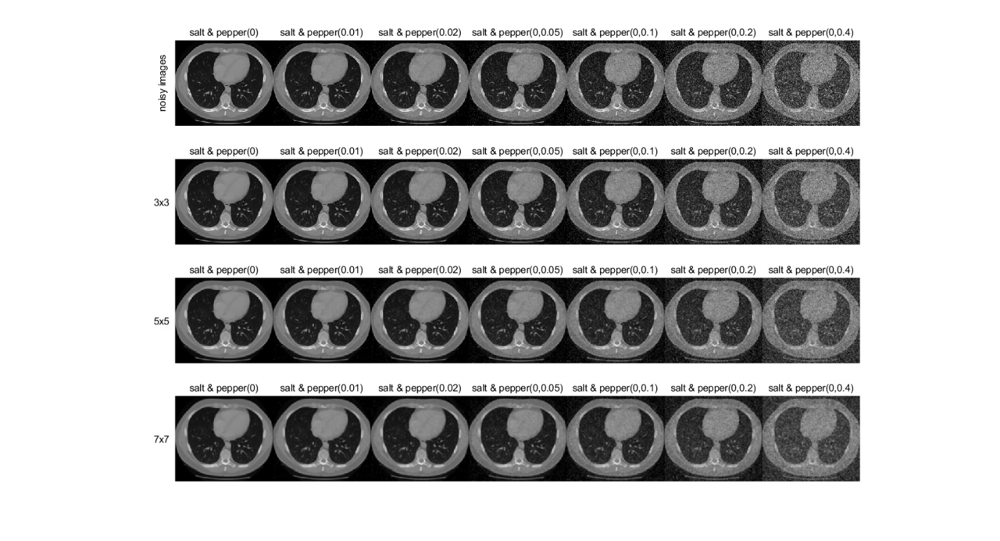 salt & pepper(0) salt & pepper(0.01) salt & pepper(0.02) salt & pepper(0,0.05) salt & pepper(0,0.1) salt & pepper(0,0.2) salt & pepper(0,0.4)
noisy images
salt & pepper(0) salt & pepper(0.01) salt & pepper(0.02) salt & pepper(0,0.05) salt & pepper(0,0.1) salt & pepper(0,0.2) salt & pepper(0,0.4)
3x3
salt & pepper(0) salt & pepper(0.01) salt & pepper(0.02) salt & pepper(0,0.05) salt & pepper(0,0.1) salt & pepper(0,0.2) salt & pepper(0,0.4)
5x5
salt & pepper(0) salt & pepper(0.01) salt & pepper(0.02) salt & pepper(0,0.05) salt & pepper(0,0.1) salt & pepper(0,0.2) salt & pepper(0,0.4)
7x7